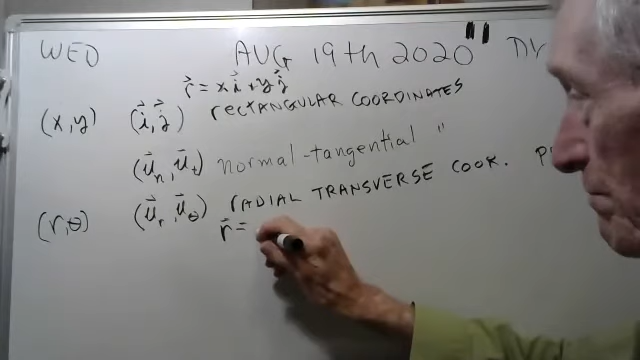 WED AUG 19th 2020
r⃗ = x i⃗ + y j⃗
(x,y) (i⃗, j⃗) rectangular coordinates
(u⃗n, u⃗t) normal-tangential "
(r,θ) (u⃗r, u⃗θ) radial transverse coor.
r⃗ =